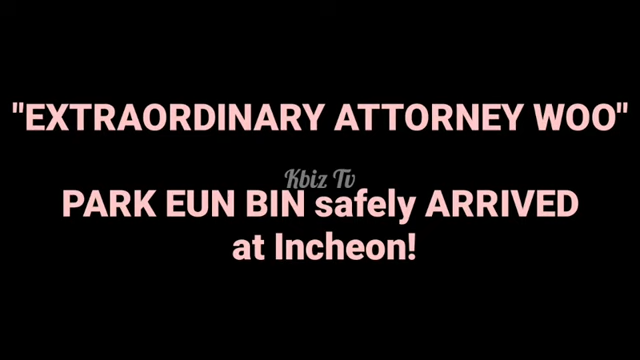 "EXTRAORDINARY ATTORNEY WOO"
Kbiz Tv
PARK EUN BIN safely ARRIVED
at Incheon!